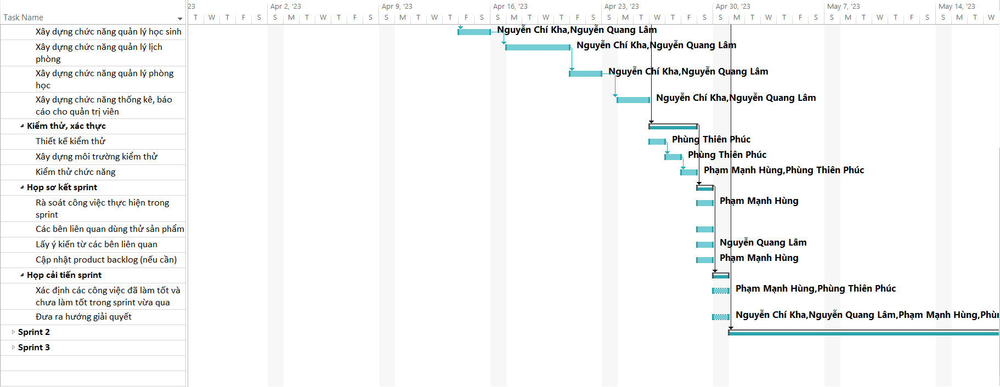 23 Apr 2, '23 Apr 9, '23 Apr 16, '23 Apr 23, '23 Apr 30, '23 May 7, '23 May 14, '23
Task Name
T W T F S S M T W T F S S M T W T F S S M T W T F S S M T W T F S S M T W T F S S M T W T F S S M T W
Xây dựng chức năng quản lý học sinh
Nguyễn Chí Kha,Nguyễn Quang Lâm
Xây dựng chức năng quản lý lịch
phòng
Nguyễn Chí Kha,Nguyễn Quang Lâm
Xây dựng chức năng quản lý phòng
học
Nguyễn Chí Kha,Nguyễn Quang Lâm
Xây dựng chức năng thống kê, báo
cáo cho quản trị viên
Nguyễn Chí Kha,Nguyễn Quang Lâm
Kiểm thử, xác thực
Thiết kế kiểm thử
Phùng Thiên Phúc
Xây dựng môi trường kiểm thử
Phùng Thiên Phúc
Kiểm thử chức năng
Phạm Mạnh Hùng,Phùng Thiên Phúc
Họp sơ kết sprint
Rà soát công việc thực hiện trong
sprint
Phạm Mạnh Hùng
Các bên liên quan dùng thử sản phẩm
Lấy ý kiến từ các bên liên quan
Nguyễn Quang Lâm
Cập nhật product backlog (nếu cần)
Phạm Mạnh Hùng
Họp cải tiến sprint
Xác định các công việc đã làm tốt và
chưa làm tốt trong sprint vừa qua
Phạm Mạnh Hùng,Phùng Thiên Phúc
Đưa ra hướng giải quyết
Nguyễn Chí Kha,Nguyễn Quang Lâm,Phạm Mạnh Hùng,Phùn
Sprint 2
Sprint 3